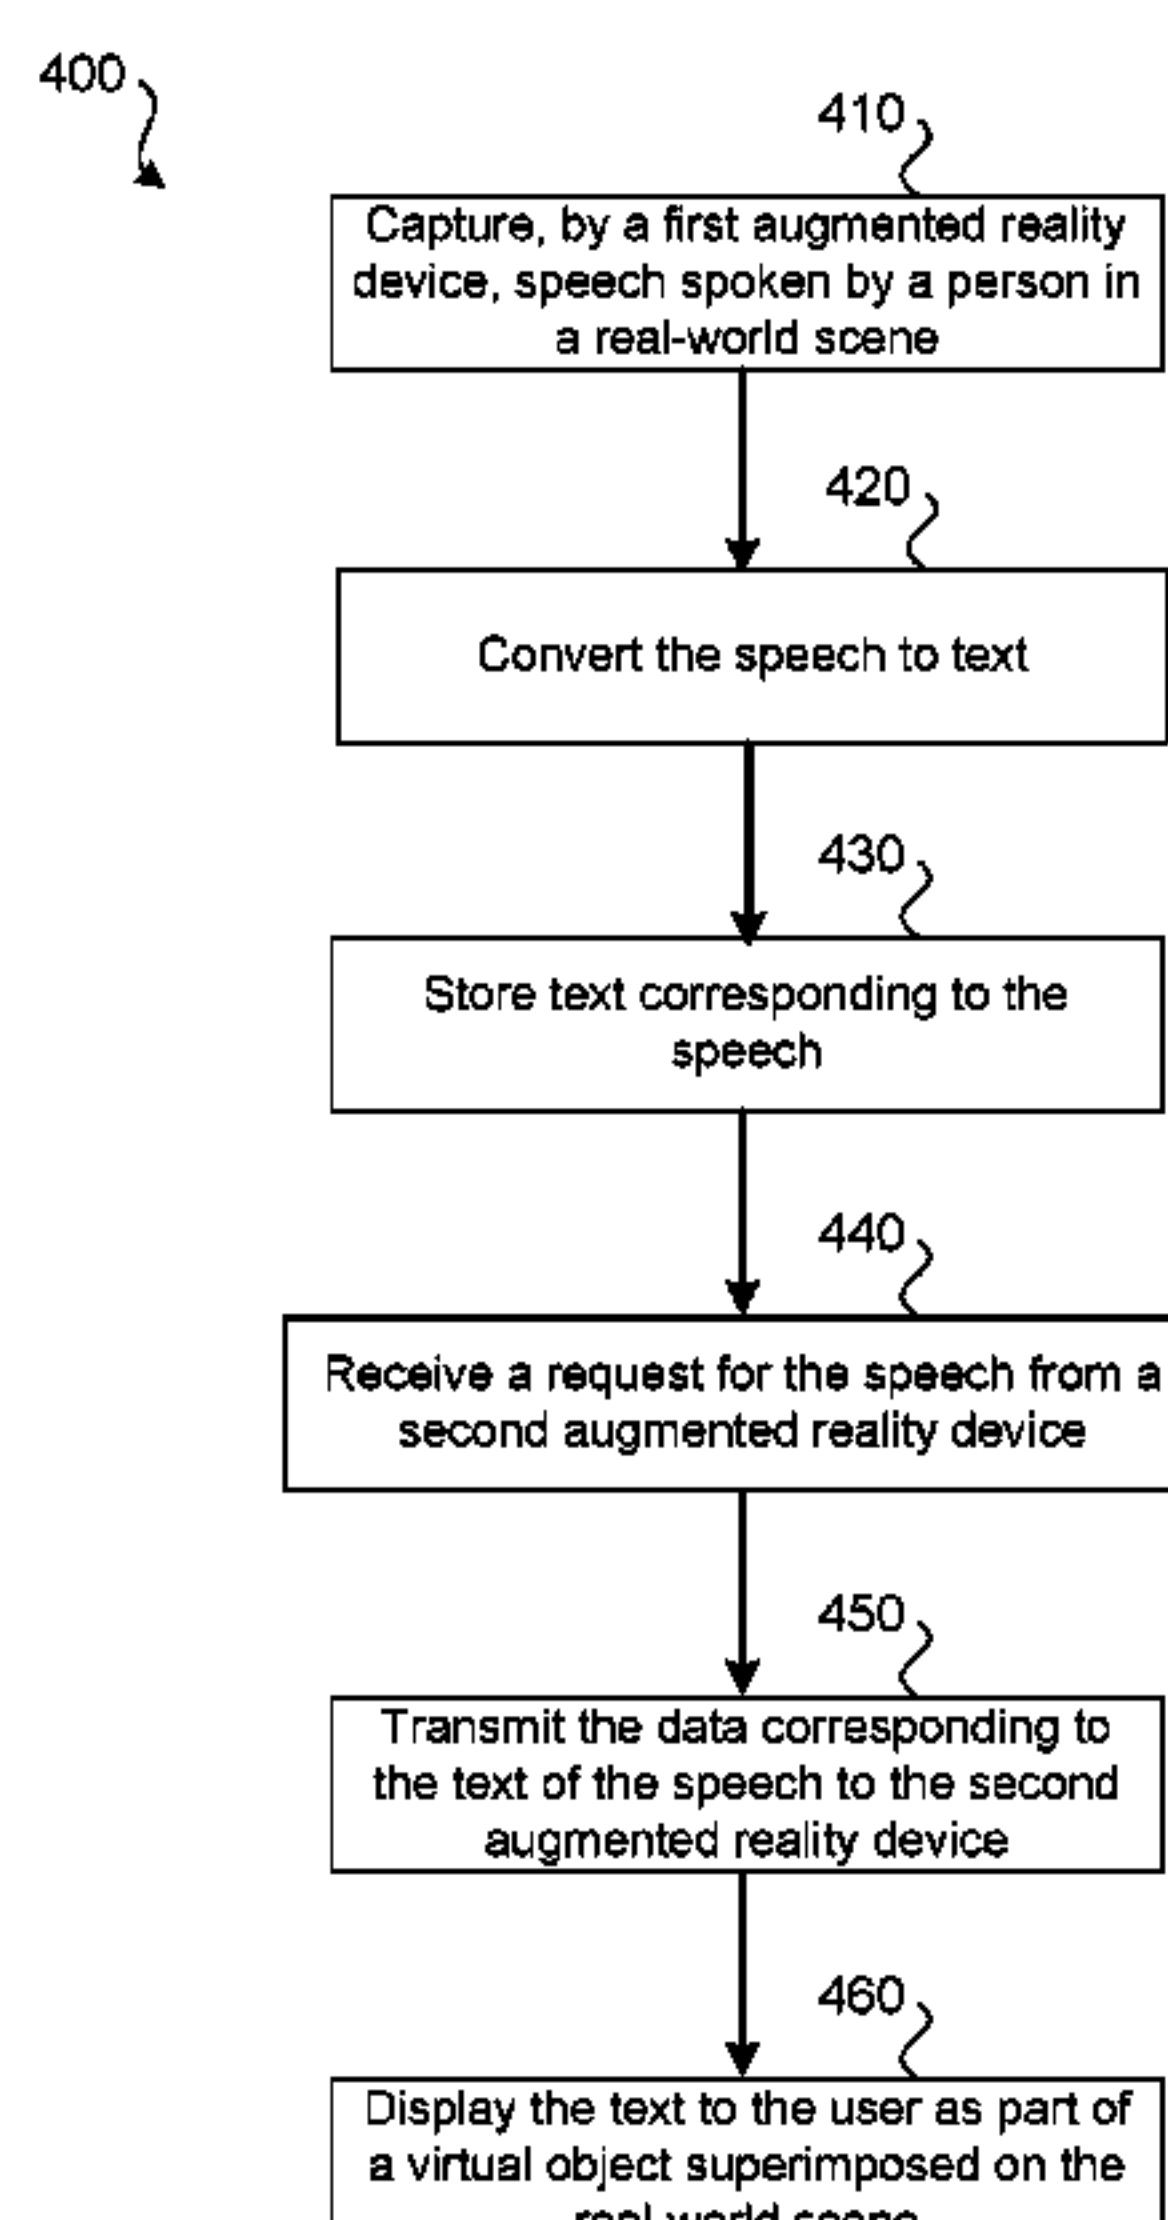 400
410
Capture, by a first augmented reality
device, speech spoken by a person in
a real-world scene
420
Convert the speech to text
430
Store text corresponding to the
speech
440
Receive a request for the speech from a
second augmented reality device
450
Transmit the data corresponding to
the text of the speech to the second
augmented reality device
460
Display the text to the user as part of
a virtual object superimposed on the
real-world scene